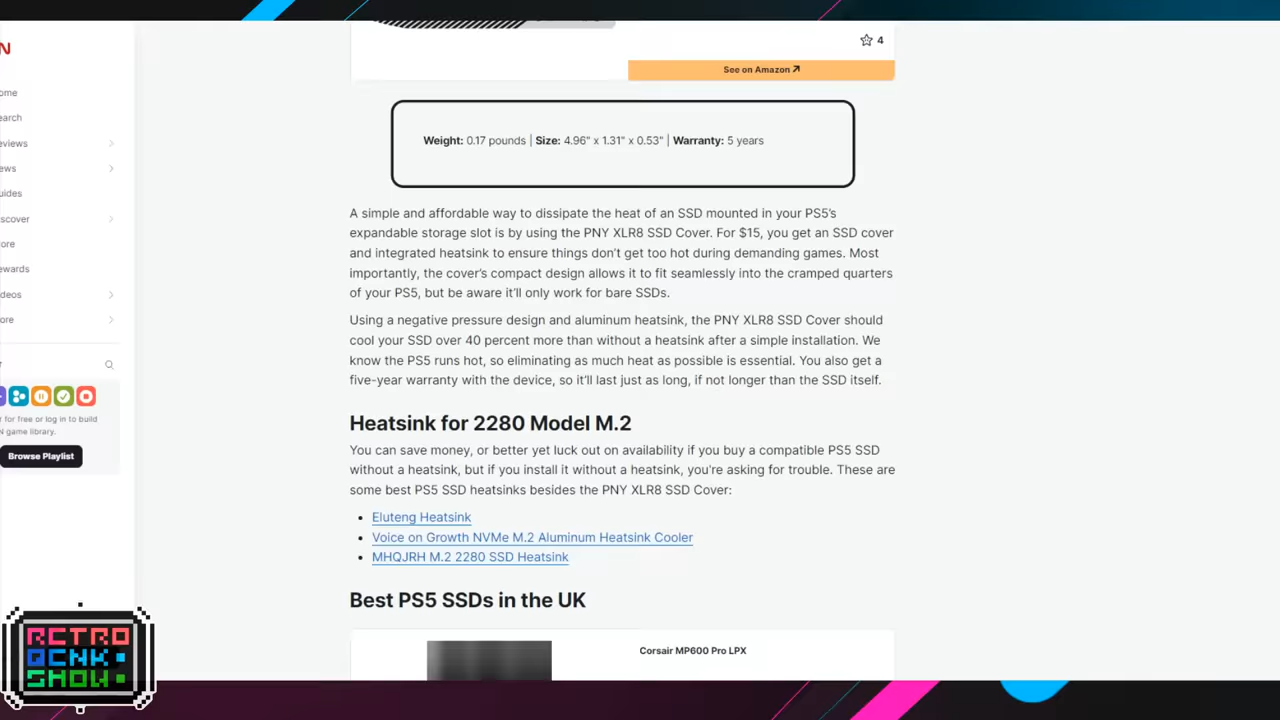 N
4
See on Amazon
ome
Weight: 0.17 pounds | Size: 4.96" x 1.31" x 0.53" | Warranty: 5 years
earch
eviews
ews
uides
iscover
ore
ewards
deos
ore
r for free or log in to build
N game library.
Browse Playlist
A simple and affordable way to dissipate the heat of an SSD mounted in your PS5’s
expandable storage slot is by using the PNY XLR8 SSD Cover. For $15, you get an SSD cover
and integrated heatsink to ensure things don’t get too hot during demanding games. Most
importantly, the cover’s compact design allows it to fit seamlessly into the cramped quarters
of your PS5, but be aware it’ll only work for bare SSDs.
Using a negative pressure design and aluminum heatsink, the PNY XLR8 SSD Cover should
cool your SSD over 40 percent more than without a heatsink after a simple installation. We
know the PS5 runs hot, so eliminating as much heat as possible is essential. You also get a
five-year warranty with the device, so it’ll last just as long, if not longer than the SSD itself.
Heatsink for 2280 Model M.2
You can save money, or better yet luck out on availability if you buy a compatible PS5 SSD
without a heatsink, but if you install it without a heatsink, you’re asking for trouble. These are
some best PS5 SSD heatsinks besides the PNY XLR8 SSD Cover:
Eluteng Heatsink
Voice on Growth NVMe M.2 Aluminum Heatsink Cooler
MHQJRH M.2 2280 SSD Heatsink
Best PS5 SSDs in the UK
Corsair MP600 Pro LPX
RETRO
SHOW